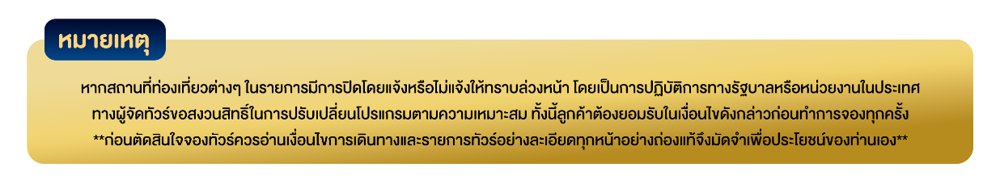 หมายเหตุ
หากสถานที่ท่องเที่ยวต่างๆ ในรายการมีการปิดโดยแจ้งหรือไม่แจ้งให้ทราบล่วงหน้า โดยเป็นการปฏิบัติการทางรัฐบาลหรือหน่วยงานในประเทศ
ทางผู้จัดทัวร์ขอสงวนสิทธิ์ในการปรับเปลี่ยนโปรแกรมตามความเหมาะสม ทั้งนี้ลูกค้าต้องยอมรับในเงื่อนไขดังกล่าวก่อนทำการจองทุกครั้ง
**ก่อนตัดสินใจจองทัวร์ควรอ่านเงื่อนไขการเดินทางและรายการทัวร์อย่างละเอียดทุกหน้าอย่างถ่องแท้จึงมัดจำเพื่อประโยชน์ของท่านเอง**